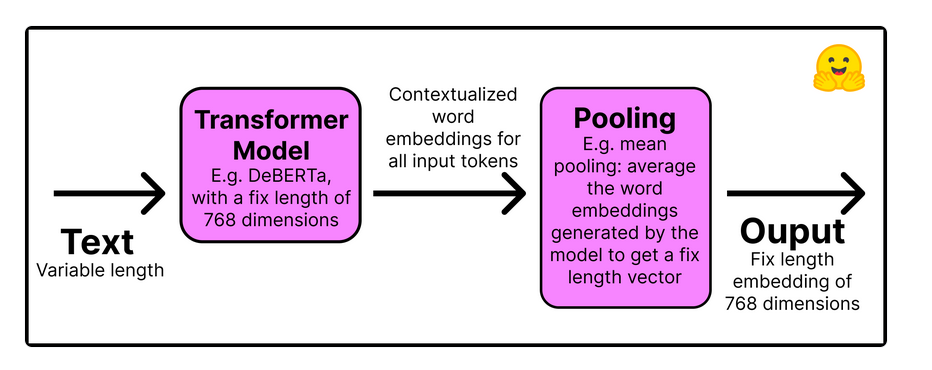 Transformer
Model
E.g. DeBERTa,
with a fix length of
768 dimensions
Text
Variable length
Contextualized
word
embeddings for
all input tokens
Pooling
E.g. mean
pooling: average
the word
embeddings
generated by the
model to get a fix
length vector
Ouput
Fix length
embedding of
768 dimensions